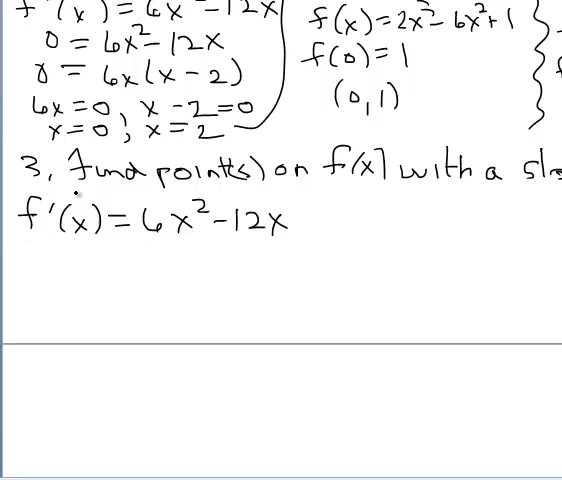 f'(x) = 6x² - 12x
0 = 6x² - 12x
0 = 6x(x - 2)
6x = 0, x - 2 = 0
x = 0; x = 2
f(x) = 2x³ - 6x² + 1
f(0) = 1
(0, 1)
3. find point(s) on f(x) with a
f'(x) = 6x² - 12x